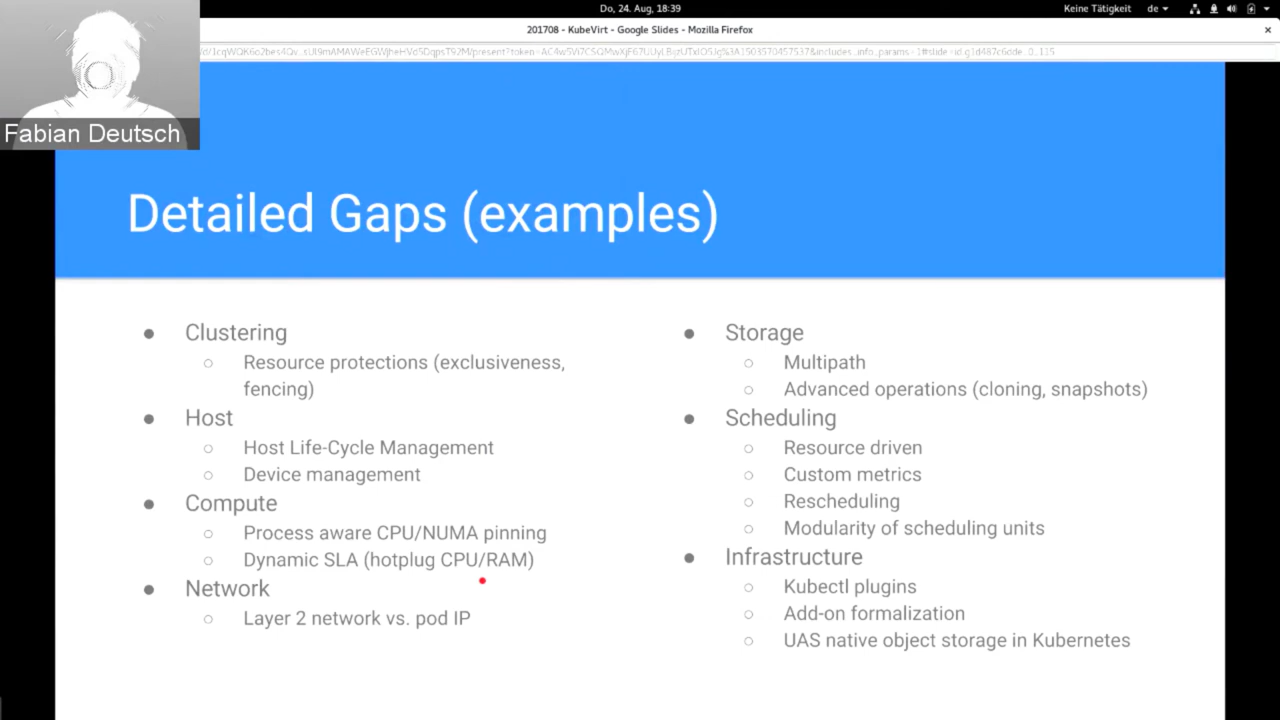 Do, 24. Aug, 18:39
Keine Tätigkeit
de
201708 - KubeVirt - Google Slides - Mozilla Firefox
Fabian Deutsch
Detailed Gaps (examples)
Clustering
Resource protections (exclusiveness,
fencing)
Host
Host Life-Cycle Management
Device management
Compute
Process aware CPU/NUMA pinning
Dynamic SLA (hotplug CPU/RAM)
Network
Layer 2 network vs. pod IP
Storage
Multipath
Advanced operations (cloning, snapshots)
Scheduling
Resource driven
Custom metrics
Rescheduling
Modularity of scheduling units
Infrastructure
Kubectl plugins
Add-on formalization
UAS native object storage in Kubernetes